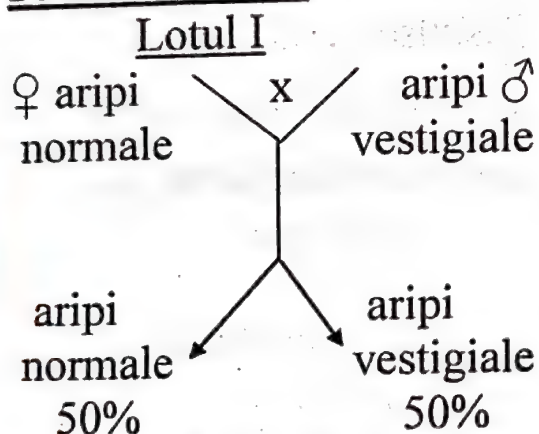 Lotul I
♀ aripi x aripi ♂
normale vestigiale
aripi aripi
normale vestigiale
50% 50%